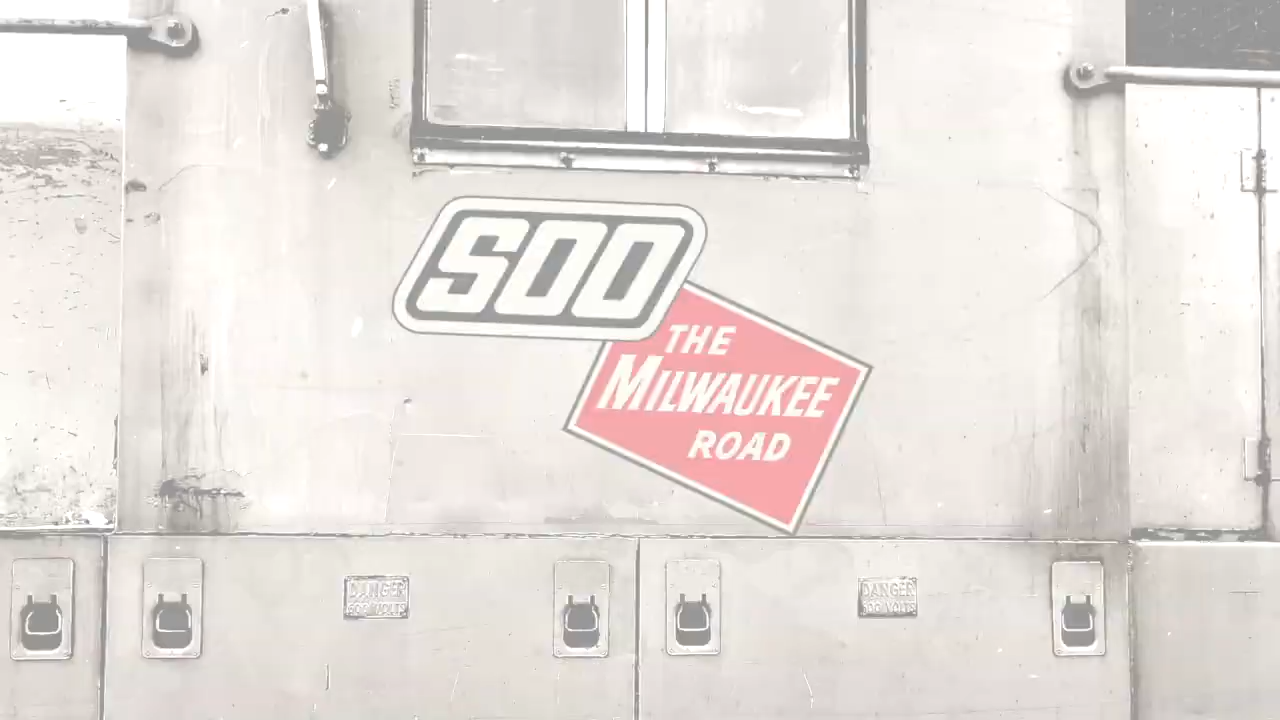 SOO
THE
MILWAUKEE
ROAD
DANGER
600 VOLTS
DANGER
600 VOLTS